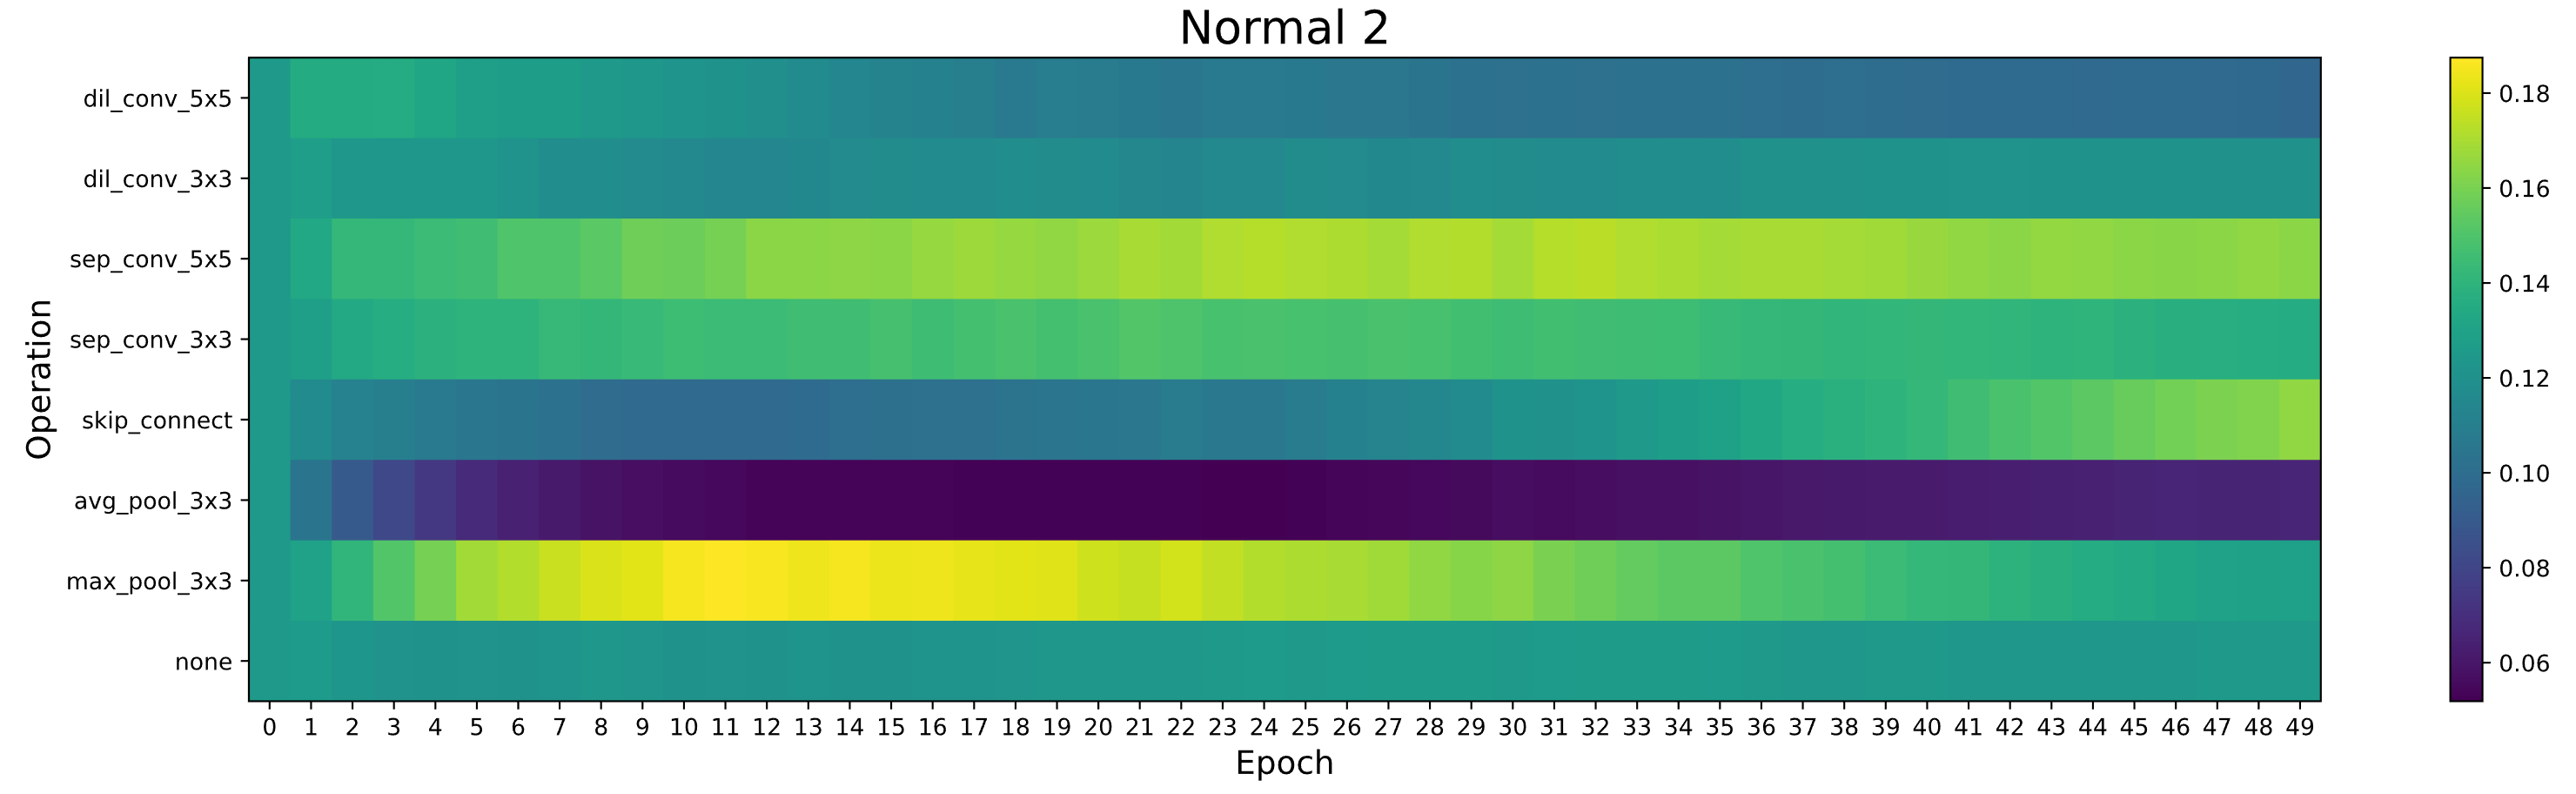 Normal 2
Operation
dil_conv_5x5
dil_conv_3x3
sep_conv_5x5
sep_conv_3x3
skip_connect
avg_pool_3x3
max_pool_3x3
none
0 1 2 3 4 5 6 7 8 9 10 11 12 13 14 15 16 17 18 19 20 21 22 23 24 25 26 27 28 29 30 31 32 33 34 35 36 37 38 39 40 41 42 43 44 45 46 47 48 49
Epoch
0.18
0.16
0.14
0.12
0.10
0.08
0.06